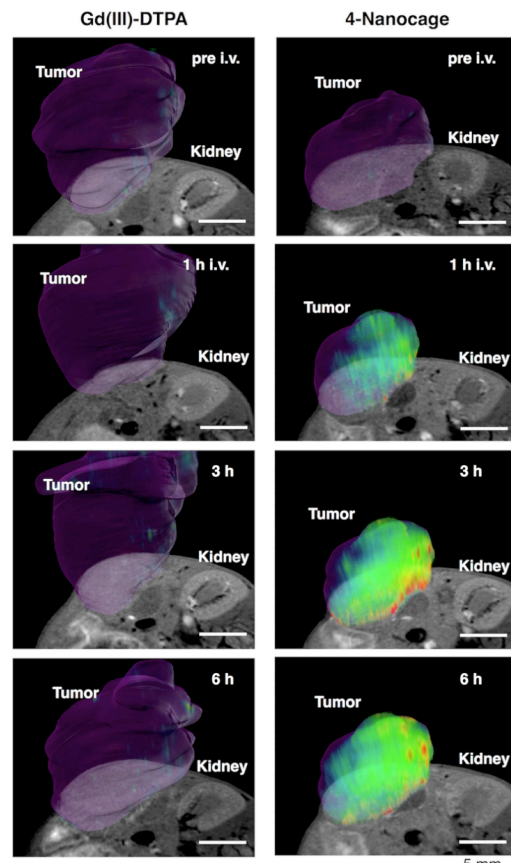 Gd(III)-DTPA
4-Nanocage
pre i.v.
Tumor
Kidney
pre i.v.
Tumor
Kidney
1 h i.v.
Tumor
Kidney
1 h i.v.
Tumor
Kidney
3 h
Tumor
Kidney
3 h
Tumor
Kidney
6 h
Tumor
Kidney
6 h
Tumor
Kidney
5 mm